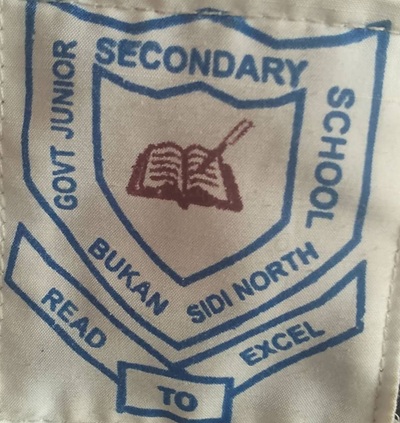 GOVT JUNIOR
SECONDARY
SCHOOL
BUKAN
SIDI NORTH
READ
TO
EXCEL